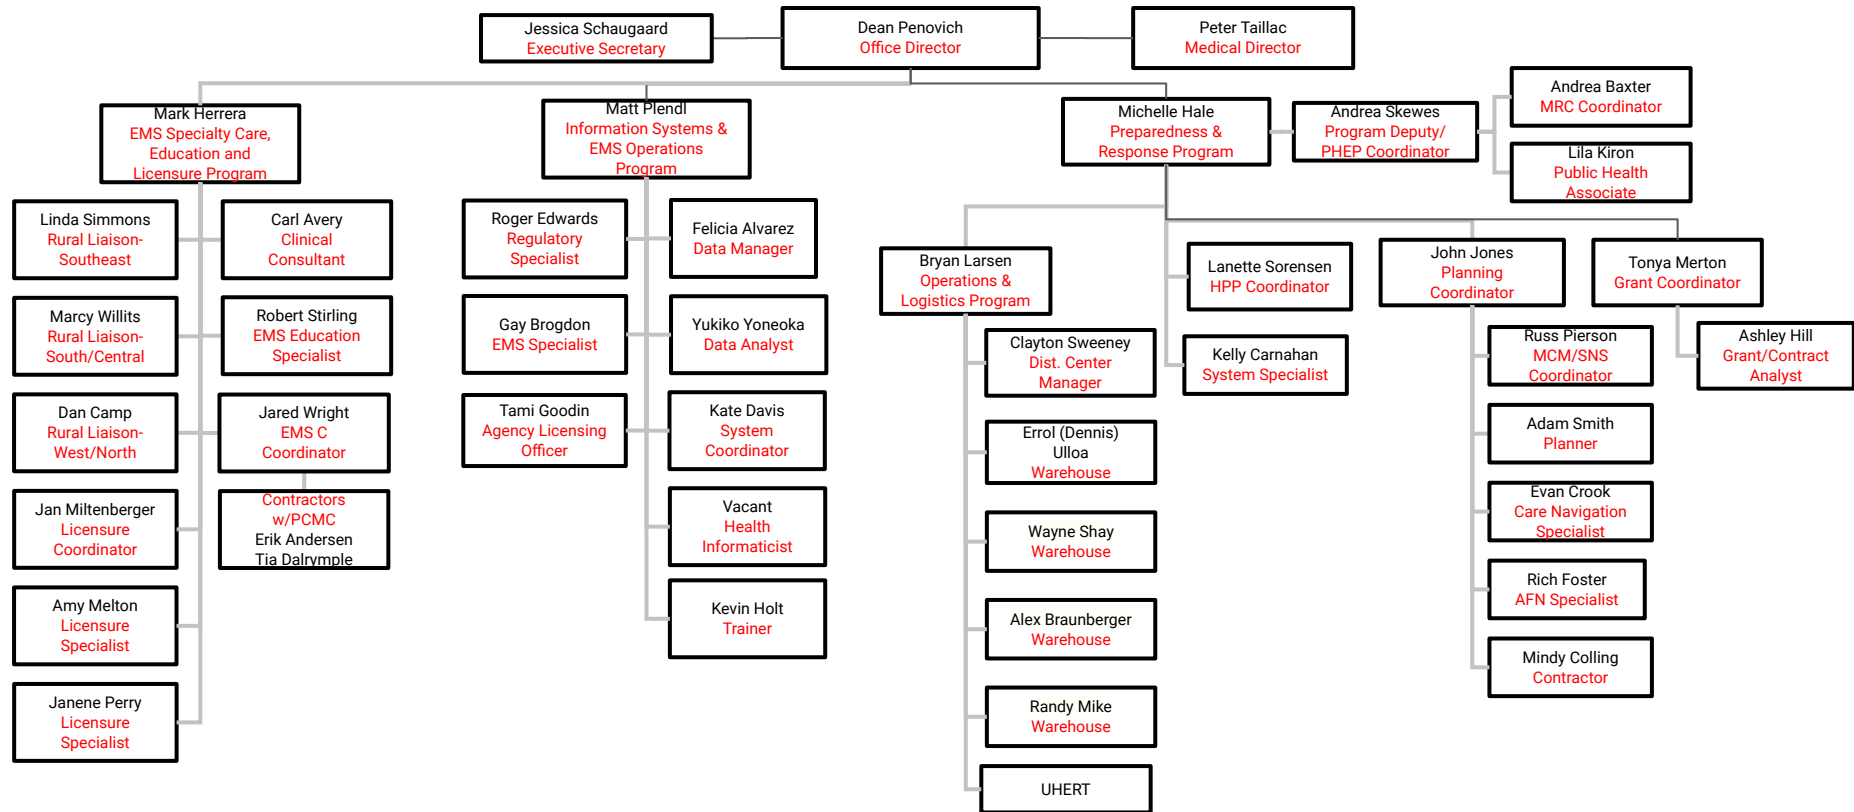 Jessica Schaugaard
Executive Secretary
Dean Penovich
Office Director
Peter Taillac
Medical Director
Mark Herrera
EMS Specialty Care,
Education and
Licensure Program
Matt Plendl
Information Systems &
EMS Operations
Program
Michelle Hale
Preparedness &
Response Program
Andrea Skewes
Program Deputy/
PHEP Coordinator
Andrea Baxter
MRC Coordinator
Lila Kiron
Public Health
Associate
Linda Simmons
Rural Liaison-
Southeast
Carl Avery
Clinical
Consultant
Marcy Willits
Rural Liaison-
South/Central
Robert Stirling
EMS Education
Specialist
Dan Camp
Rural Liaison-
West/North
Jared Wright
EMS C
Coordinator
Jan Miltenberger
Licensure
Coordinator
Contractors
w/PCMC
Erik Andersen
Tia Dalrymple
Amy Melton
Licensure
Specialist
Janene Perry
Licensure
Specialist
Roger Edwards
Regulatory
Specialist
Felicia Alvarez
Data Manager
Gay Brogdon
EMS Specialist
Yukiko Yoneoka
Data Analyst
Tami Goodin
Agency Licensing
Officer
Kate Davis
System
Coordinator
Vacant
Health
Informaticist
Kevin Holt
Trainer
Bryan Larsen
Operations &
Logistics Program
Clayton Sweeney
Dist. Center
Manager
Errol (Dennis)
Ulloa
Warehouse
Wayne Shay
Warehouse
Alex Braunberger
Warehouse
Randy Mike
Warehouse
UHERT
Lanette Sorensen
HPP Coordinator
Kelly Carnahan
System Specialist
John Jones
Planning
Coordinator
Russ Pierson
MCM/SNS
Coordinator
Adam Smith
Planner
Evan Crook
Care Navigation
Specialist
Rich Foster
AFN Specialist
Mindy Colling
Contractor
Tonya Merton
Grant Coordinator
Ashley Hill
Grant/Contract
Analyst